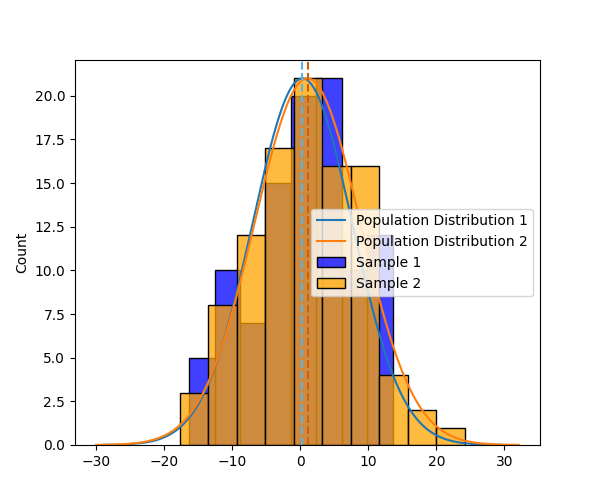 Count
20.0
17.5
15.0
12.5
10.0
7.5
5.0
2.5
0.0
−30 −20 −10 0 10 20 30
Population Distribution 1
Population Distribution 2
Sample 1
Sample 2